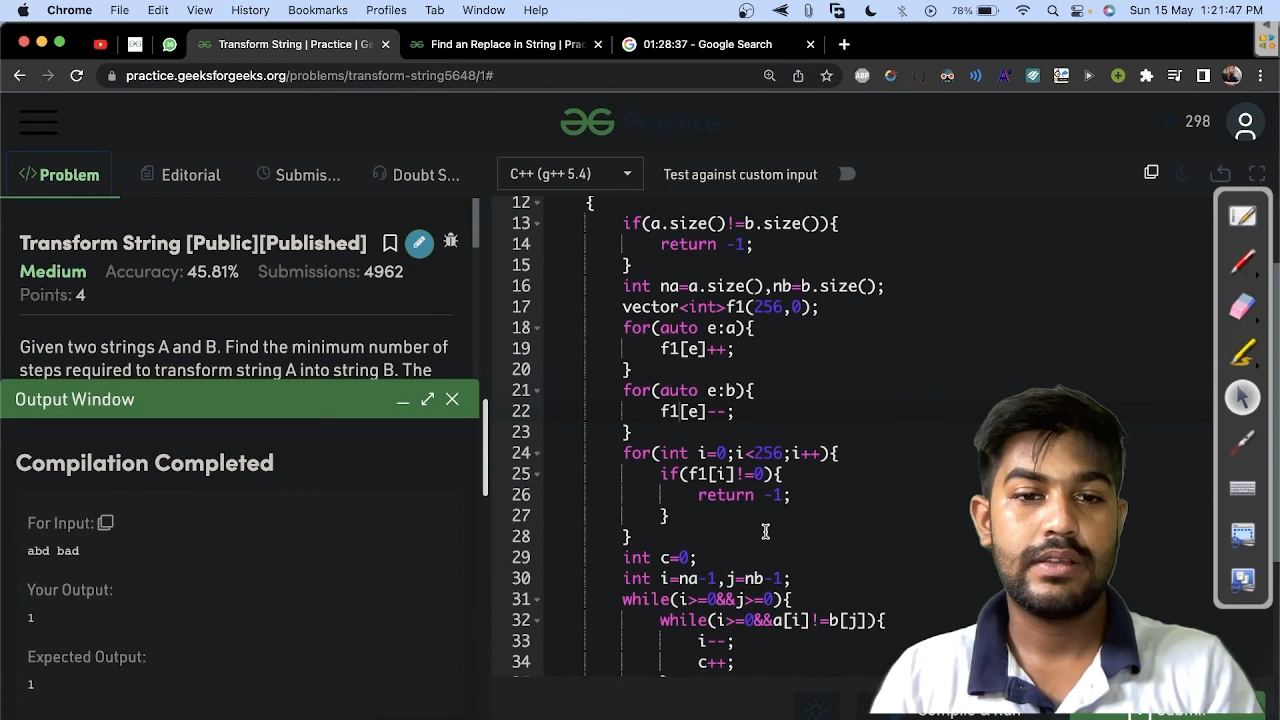 Chrome File Edit View History Bookmarks Profiles Tab Window Help 78% Sun 15 May 1:21:47 PM
Transform String | Practice | Ge Find an Replace in String | Prac 01:28:37 - Google Search
practice.geeksforgeeks.org/problems/transform-string5648/1#
Practice
298
</> Problem Editorial Submis... Doubt S... C++ (g++ 5.4) Test against custom input
Transform String [Public][Published]
Medium Accuracy: 45.81% Submissions: 4962
Points: 4
Given two strings A and B. Find the minimum number of
steps required to transform string A into string B. The
Output Window
Compilation Completed
For Input:
abd bad
Your Output:
1
Expected Output:
1
12 {
13 if(a.size()!=b.size()){
14 return -1;
15 }
16 int na=a.size(),nb=b.size();
17 vector<int>f1(256,0);
18 for(auto e:a){
19 f1[e]++;
20 }
21 for(auto e:b){
22 f1[e]--;
23 }
24 for(int i=0;i<256;i++){
25 if(f1[i]!=0){
26 return -1;
27 }
28 }
29 int c=0;
30 int i=na-1,j=nb-1;
31 while(i>=0&&j>=0){
32 while(i>=0&&a[i]!=b[j]){
33 i--;
34 c++;